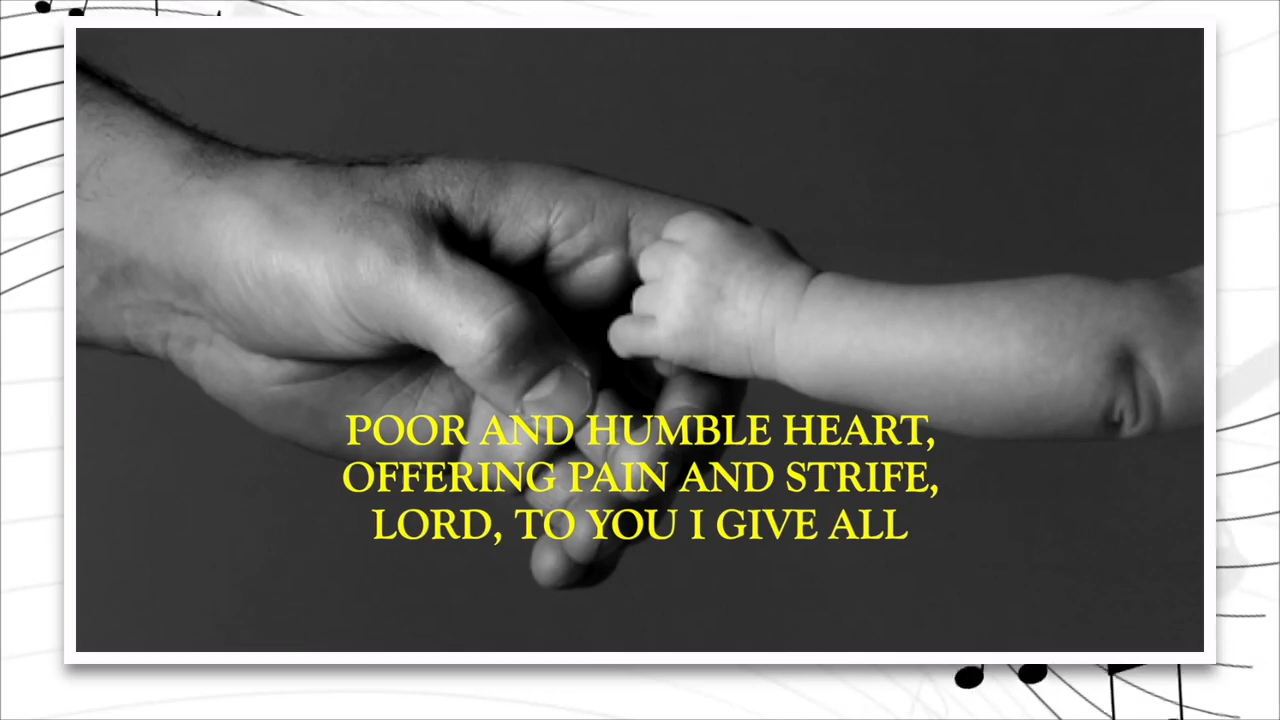 POOR AND HUMBLE HEART,
OFFERING PAIN AND STRIFE,
LORD, TO YOU I GIVE ALL